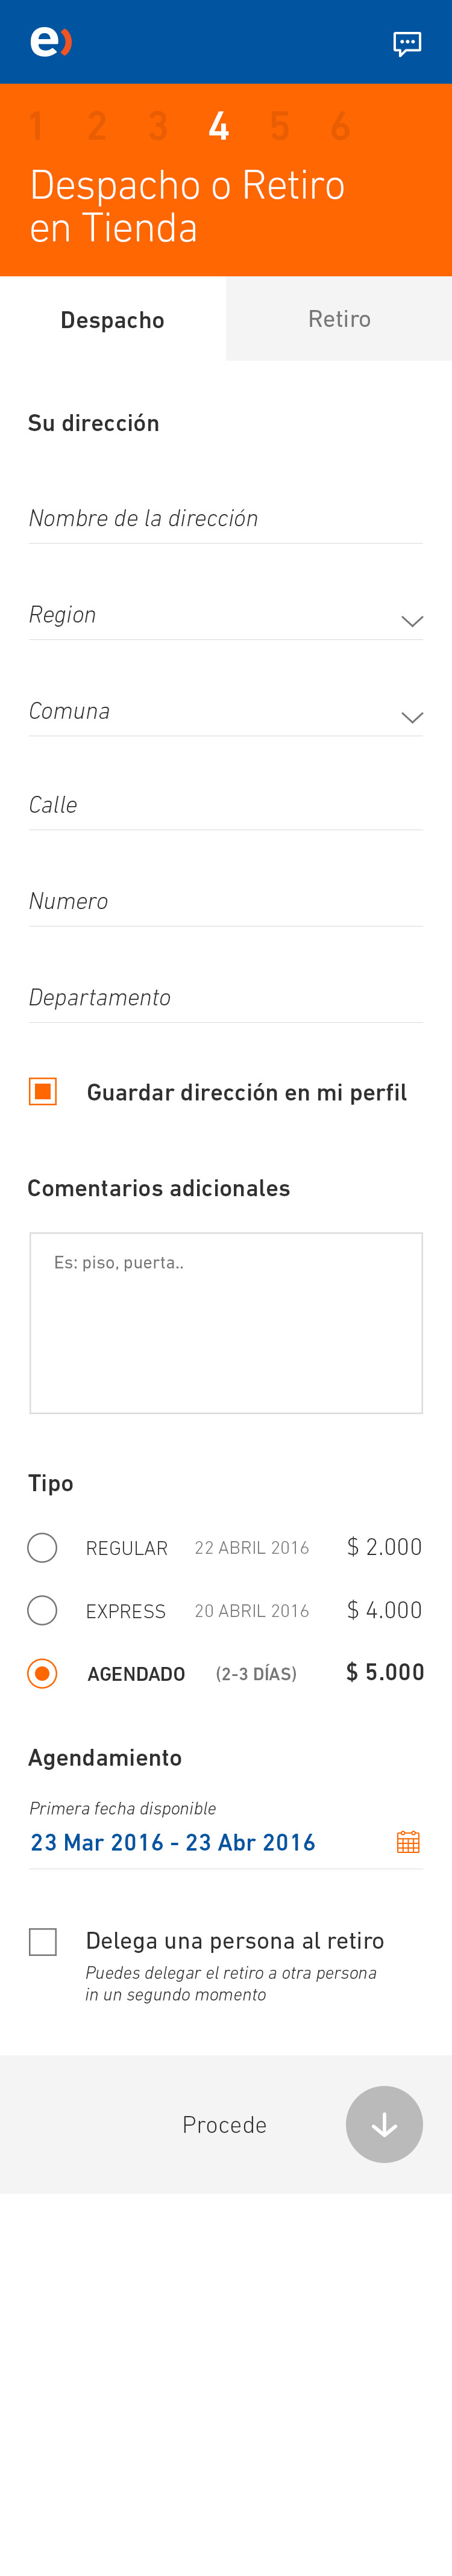 e)
1 2 3 4 5 6
Despacho o Retiro
en Tienda
Despacho Retiro
Su dirección
Nombre de la dirección
Region
Comuna
Calle
Numero
Departamento
Guardar dirección en mi perfil
Comentarios adicionales
Es: piso, puerta..
Tipo
REGULAR 22 ABRIL 2016 $ 2.000
EXPRESS 20 ABRIL 2016 $ 4.000
AGENDADO (2-3 DÍAS) $ 5.000
Agendamiento
Primera fecha disponible
23 Mar 2016 - 23 Abr 2016
Delega una persona al retiro
Puedes delegar el retiro a otra persona
in un segundo momento
Procede